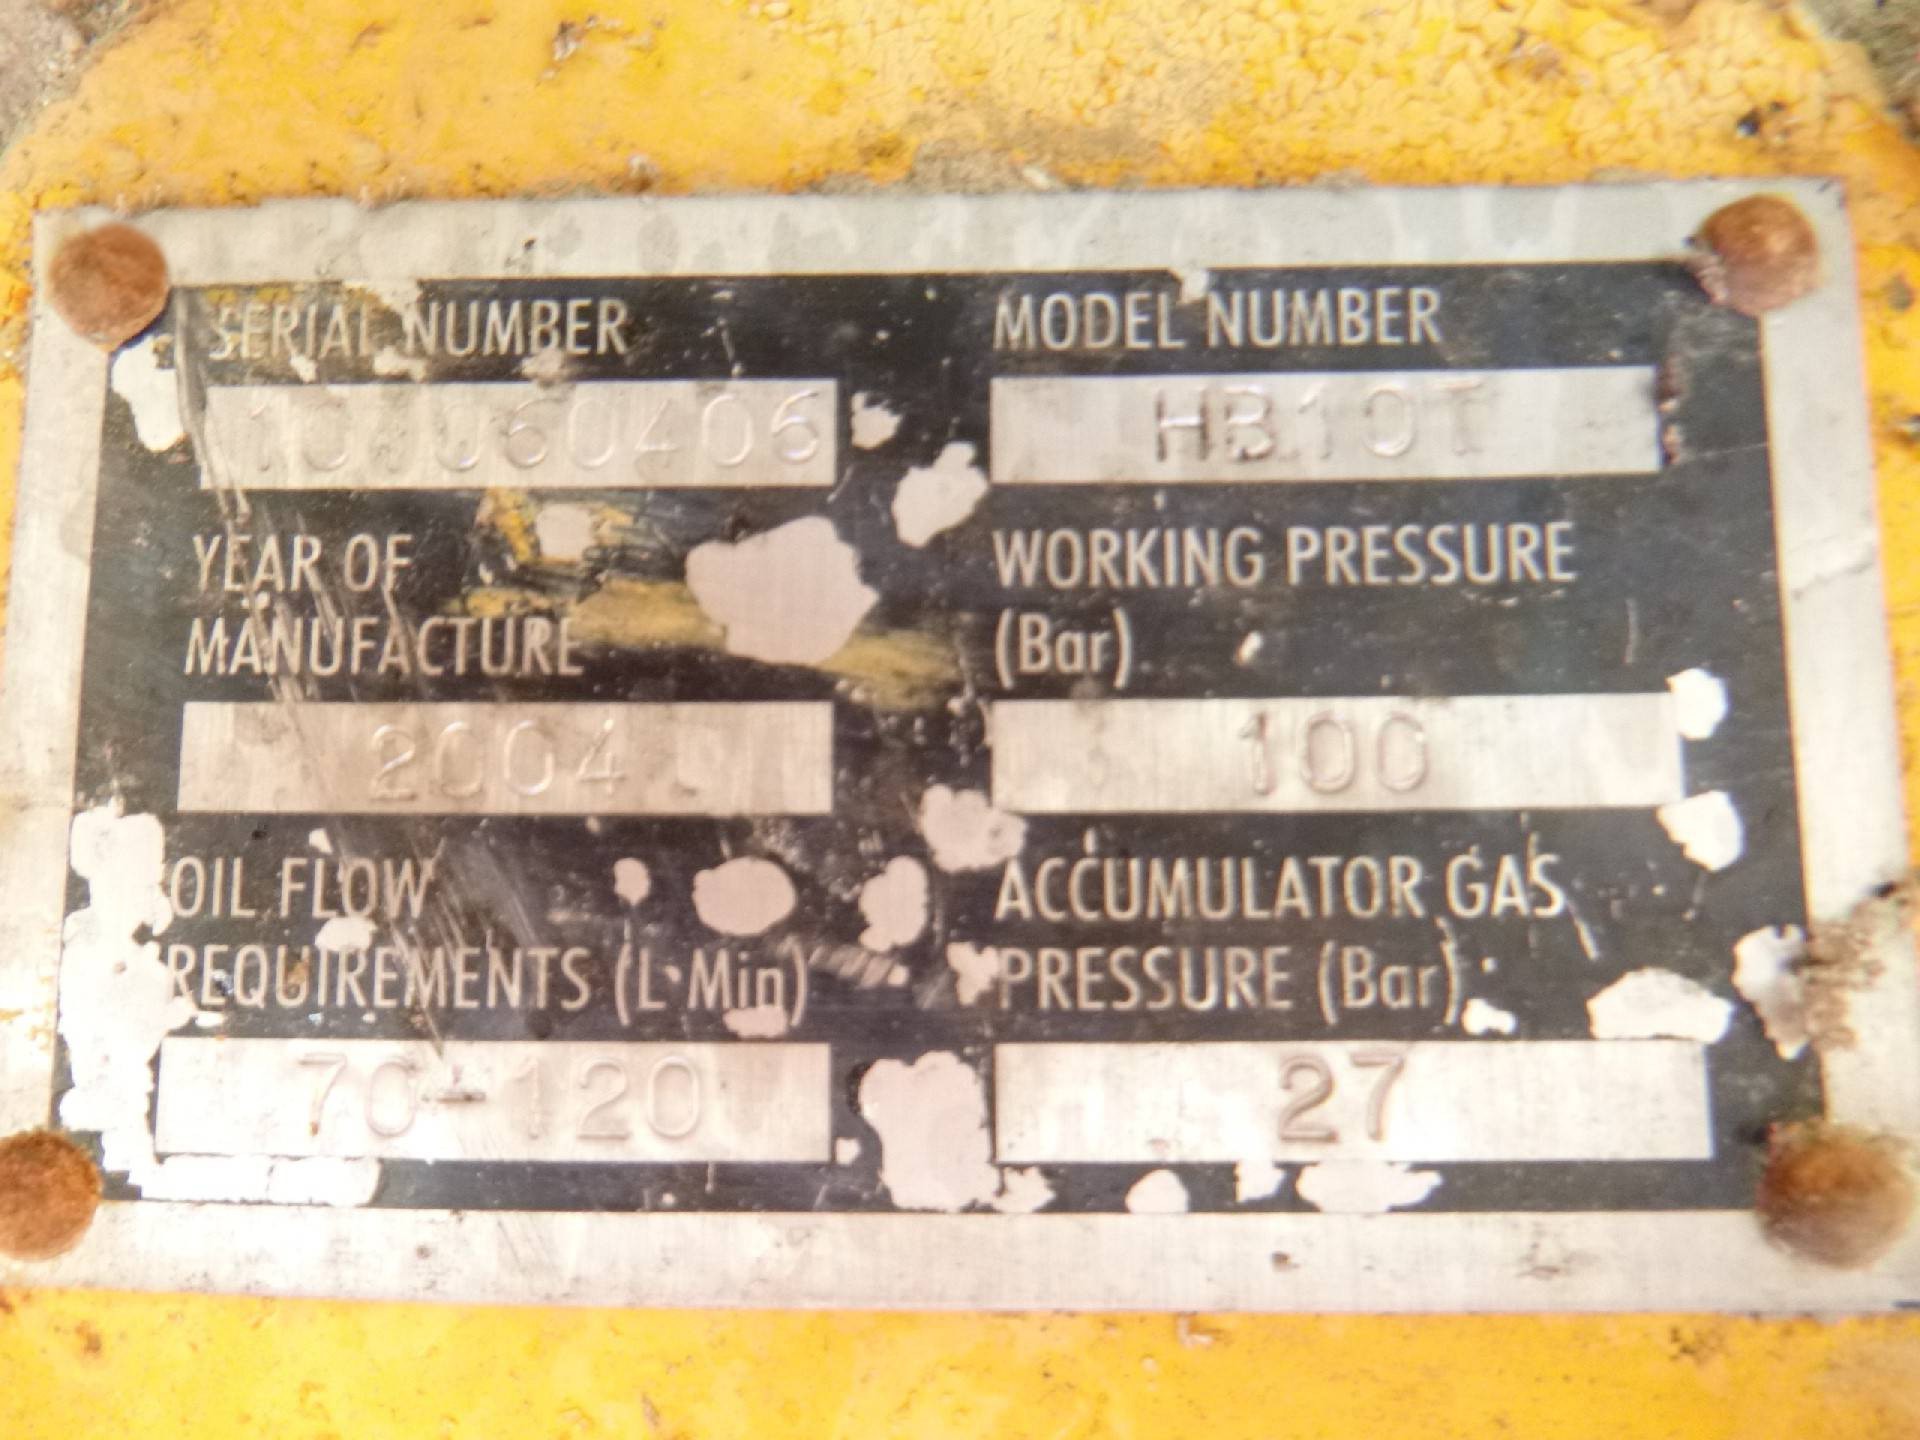 SERIAL NUMBER
MODEL NUMBER
HB10T
YEAR OF
MANUFACTURE
2004
WORKING PRESSURE
(Bar)
100
OIL FLOW
REQUIREMENTS (L·Min)
70-120
ACCUMULATOR GAS
PRESSURE (Bar)
27